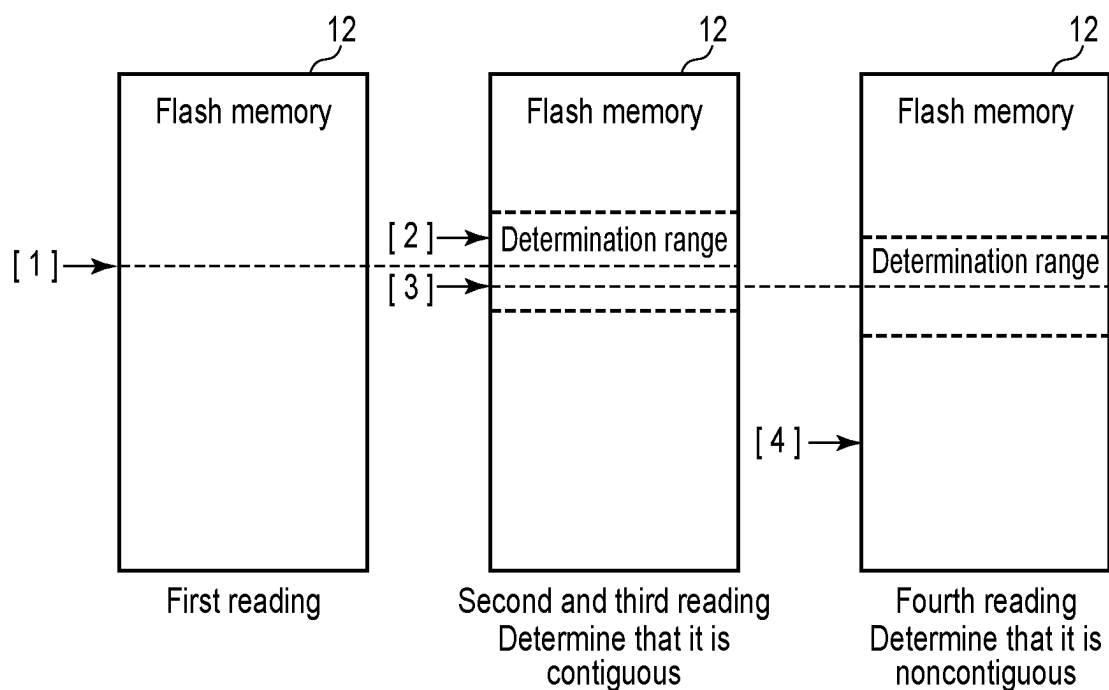 12
12
12
Flash memory
Flash memory
Flash memory
[ 1 ]
[ 2 ]
Determination range
[ 3 ]
Determination range
[ 4 ]
First reading
Second and third reading
Determine that it is
contiguous
Fourth reading
Determine that it is
noncontiguous